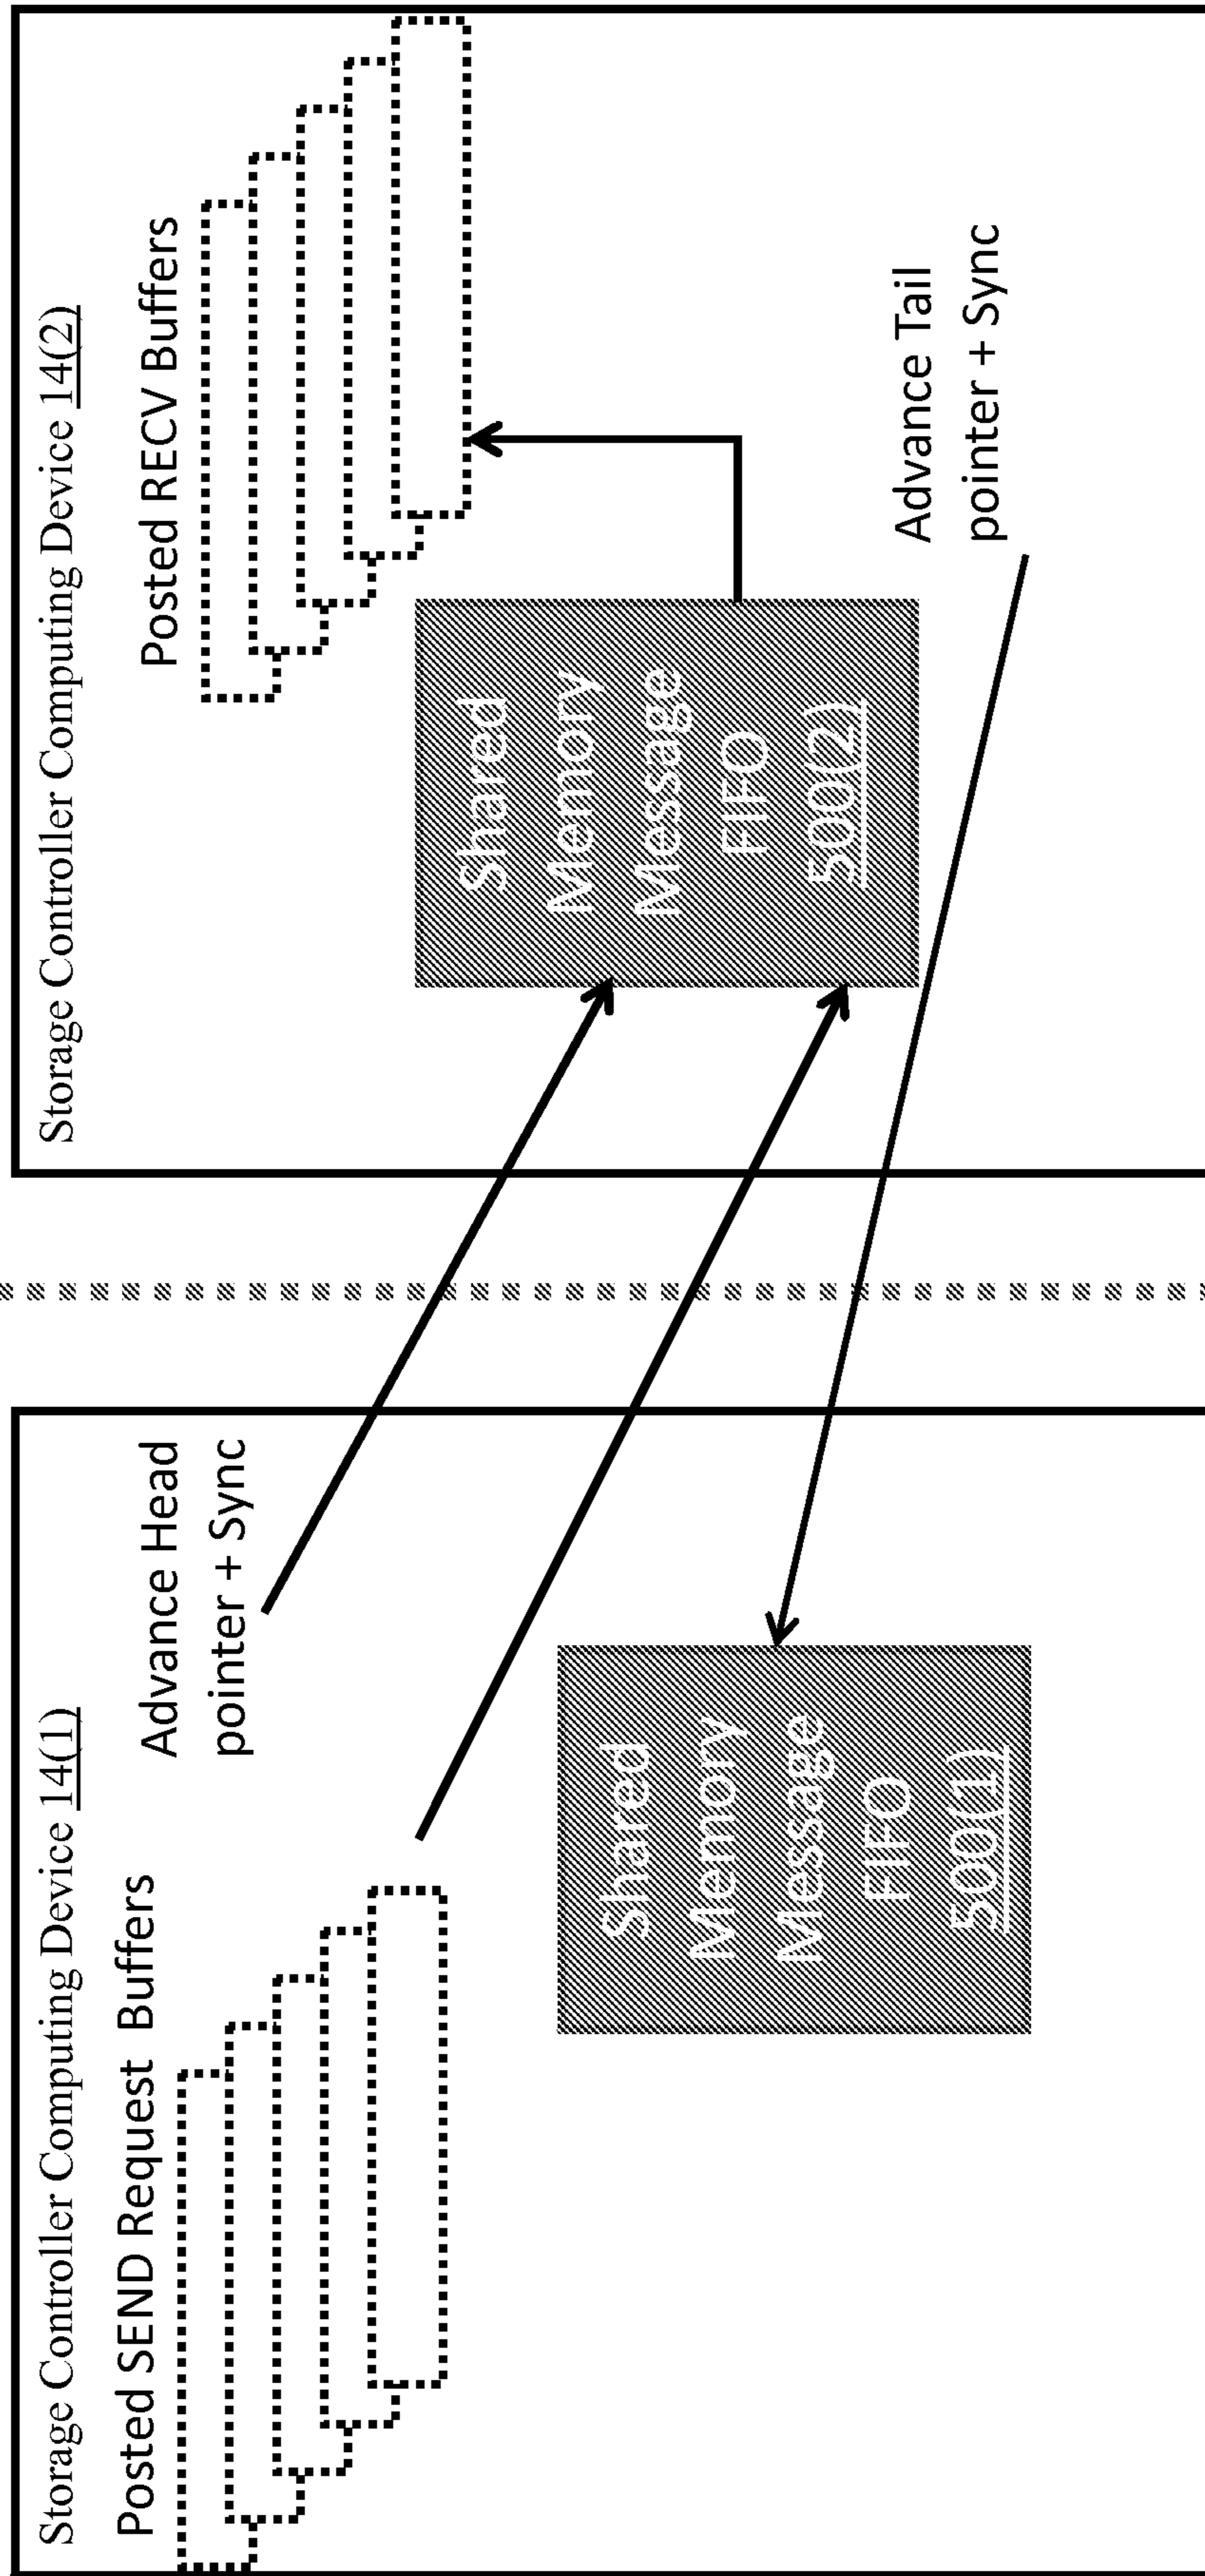 Storage Controller Computing Device 14(1)
Posted SEND Request Buffers
Advance Head
pointer + Sync
Shared
Memory
Message
FIFO
500(1)
Storage Controller Computing Device 14(2)
Posted RECV Buffers
Shared
Memory
Message
FIFO
500(2)
Advance Tail
pointer + Sync